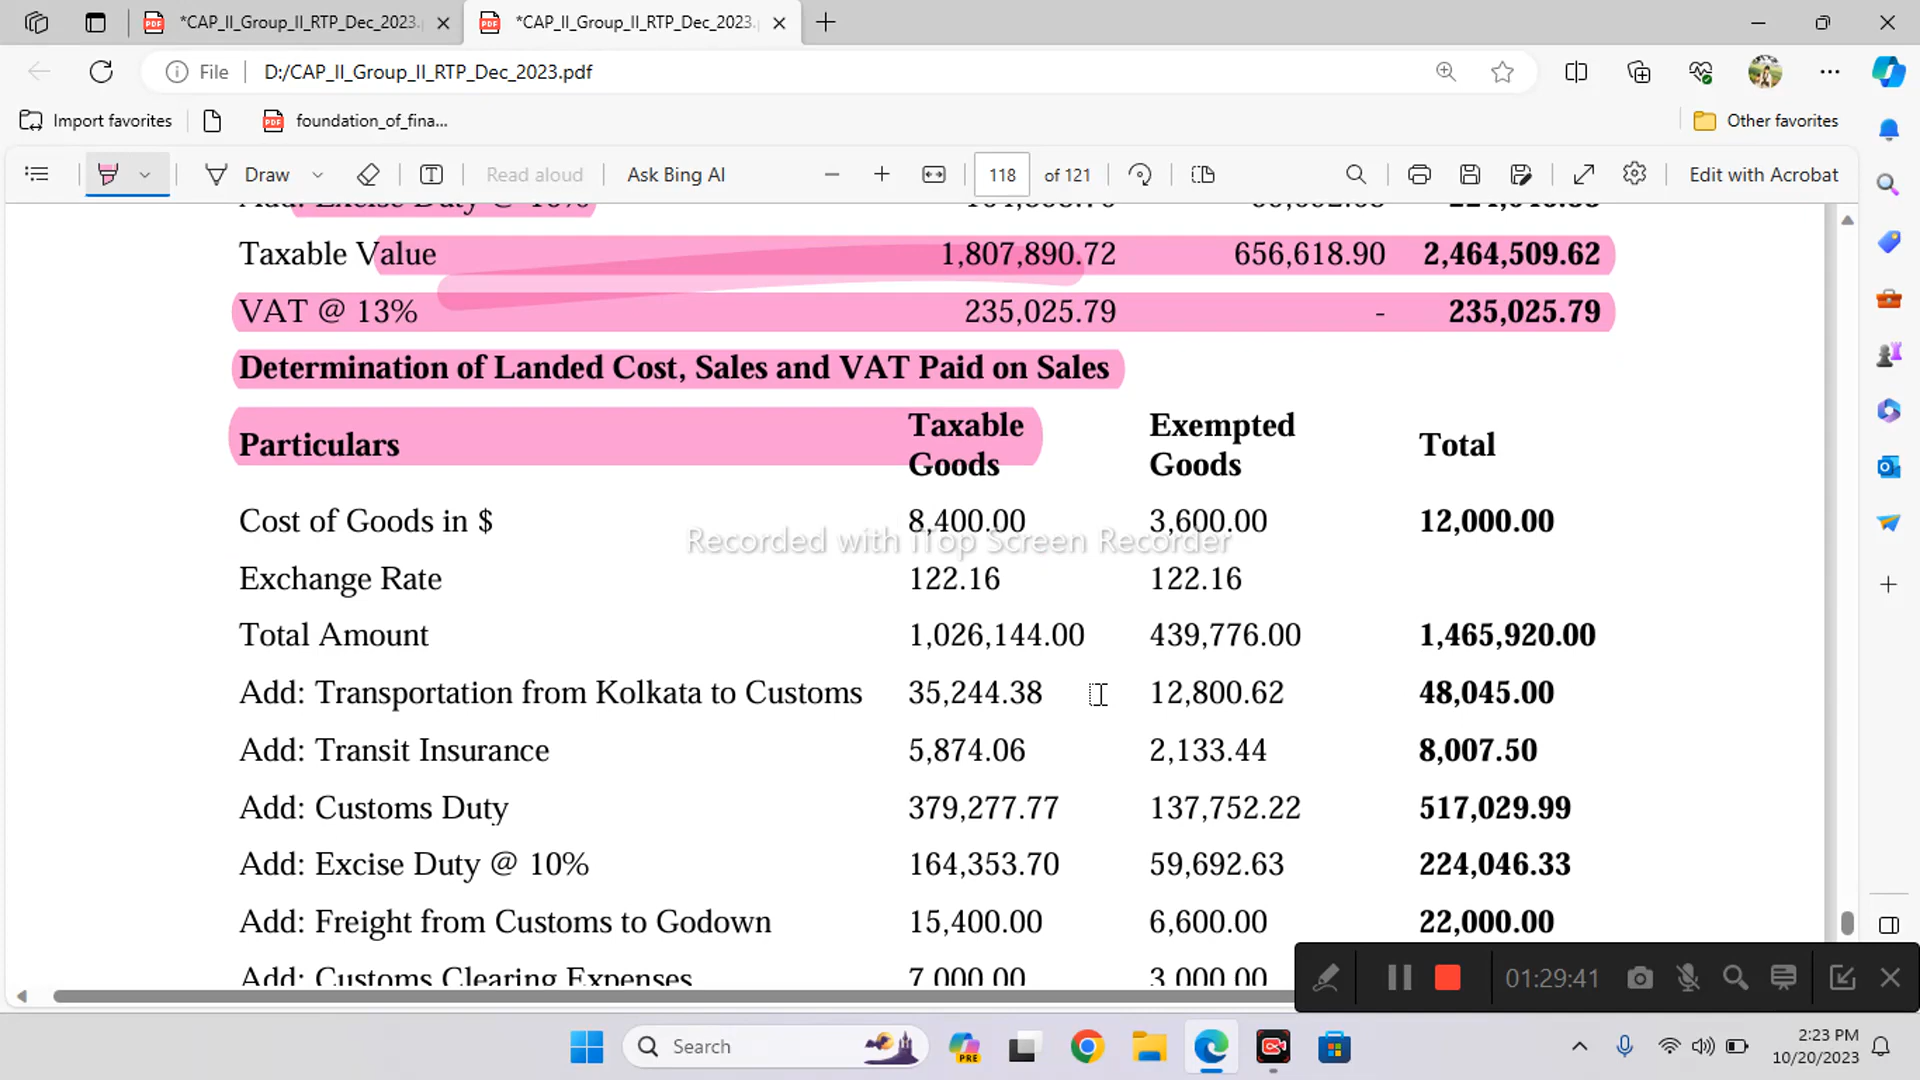 *CAP_II_Group_II_RTP_Dec_2023.
*CAP_II_Group_II_RTP_Dec_2023.
File
D:/CAP_II_Group_II_RTP_Dec_2023.pdf
Import favorites
foundation_of_fina...
Other favorites
Draw
Read aloud
Ask Bing AI
118
of 121
Edit with Acrobat
Add: Excise Duty @ 10%
Taxable Value 1,807,890.72 656,618.90 2,464,509.62
VAT @ 13% 235,025.79 - 235,025.79
Determination of Landed Cost, Sales and VAT Paid on Sales
Particulars Taxable Goods Exempted Goods Total
Cost of Goods in $ 8,400.00 3,600.00 12,000.00
Recorded with iTop Screen Recorder
Exchange Rate 122.16 122.16
Total Amount 1,026,144.00 439,776.00 1,465,920.00
Add: Transportation from Kolkata to Customs 35,244.38 12,800.62 48,045.00
Add: Transit Insurance 5,874.06 2,133.44 8,007.50
Add: Customs Duty 379,277.77 137,752.22 517,029.99
Add: Excise Duty @ 10% 164,353.70 59,692.63 224,046.33
Add: Freight from Customs to Godown 15,400.00 6,600.00 22,000.00
Add: Customs Clearing Expenses 7,000.00 3,000.00
01:29:41
Search
PRE
2:23 PM
10/20/2023